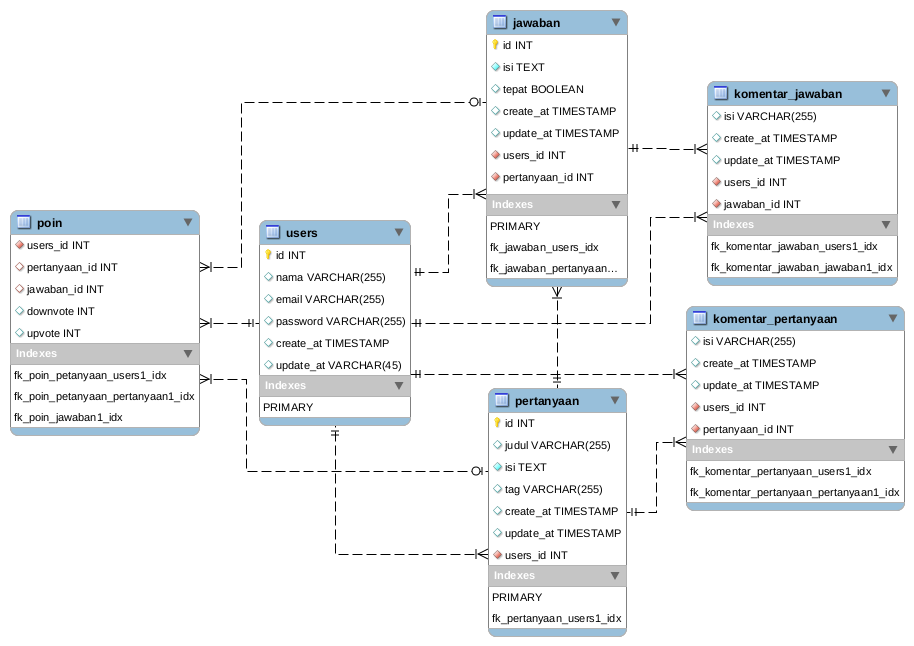 jawaban
id INT
isi TEXT
tepat BOOLEAN
create_at TIMESTAMP
update_at TIMESTAMP
users_id INT
pertanyaan_id INT
Indexes
PRIMARY
fk_jawaban_users_idx
fk_jawaban_pertanyaan...
komentar_jawaban
isi VARCHAR(255)
create_at TIMESTAMP
update_at TIMESTAMP
users_id INT
jawaban_id INT
Indexes
fk_komentar_jawaban_users1_idx
fk_komentar_jawaban_jawaban1_idx
poin
users_id INT
pertanyaan_id INT
jawaban_id INT
downvote INT
upvote INT
Indexes
fk_poin_petanyaan_users1_idx
fk_poin_petanyaan_pertanyaan1_idx
fk_poin_jawaban1_idx
users
id INT
nama VARCHAR(255)
email VARCHAR(255)
password VARCHAR(255)
create_at TIMESTAMP
update_at VARCHAR(45)
Indexes
PRIMARY
komentar_pertanyaan
isi VARCHAR(255)
create_at TIMESTAMP
update_at TIMESTAMP
users_id INT
pertanyaan_id INT
Indexes
fk_komentar_pertanyaan_users1_idx
fk_komentar_pertanyaan_pertanyaan1_idx
pertanyaan
id INT
judul VARCHAR(255)
isi TEXT
tag VARCHAR(255)
create_at TIMESTAMP
update_at TIMESTAMP
users_id INT
Indexes
PRIMARY
fk_pertanyaan_users1_idx